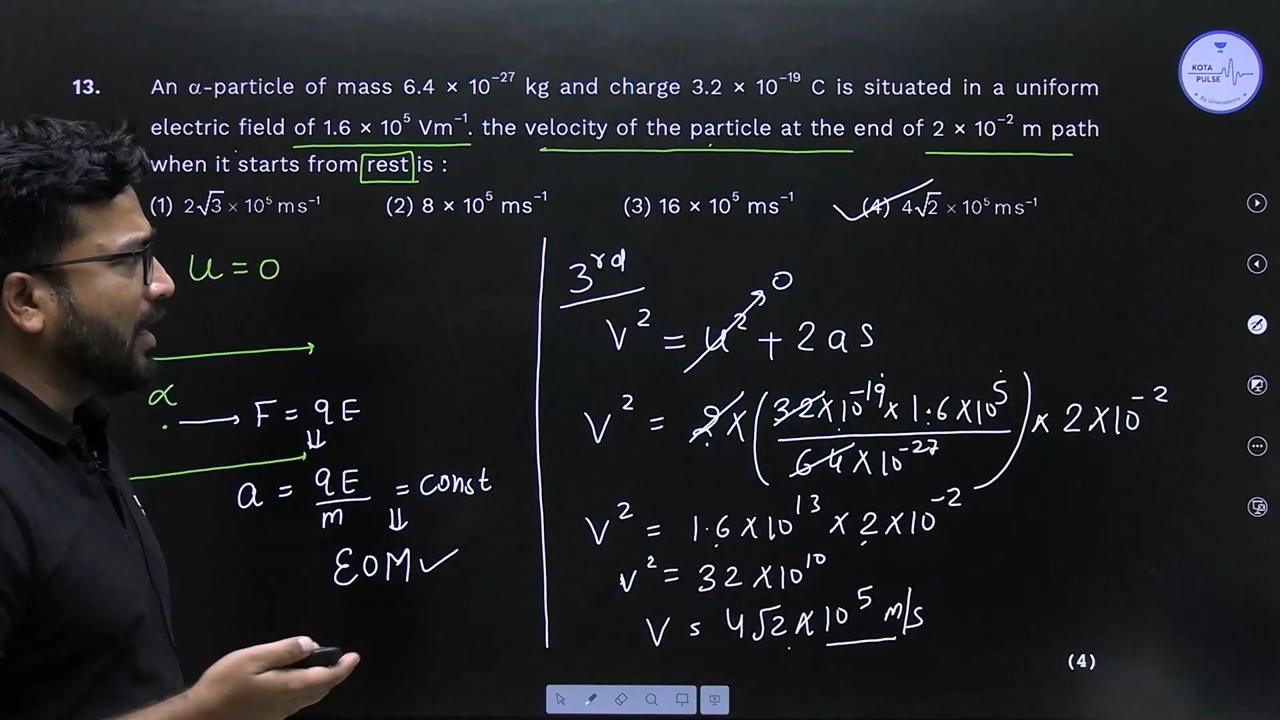 KOTA
PULSE
By Unacademy
13. An α-particle of mass 6.4 × 10⁻²⁷ kg and charge 3.2 × 10⁻¹⁹ C is situated in a uniform
electric field of 1.6 × 10⁵ Vm⁻¹. the velocity of the particle at the end of 2 × 10⁻² m path
when it starts from rest is :
(1) 2√3 × 10⁵ ms⁻¹ (2) 8 × 10⁵ ms⁻¹ (3) 16 × 10⁵ ms⁻¹ (4) 4√2 × 10⁵ ms⁻¹
u = 0
α
F = qE
⇓
a = qE/m = const
⇓
EOM✓
3rd
V² = u² + 2as
0
V² = 2 × (32×10⁻¹⁹ × 1.6×10⁵ / 64×10⁻²⁷) × 2×10⁻²
V² = 1.6×10¹³ × 2×10⁻²
V² = 32×10¹⁰
V = 4√2×10⁵ m/s
(4)